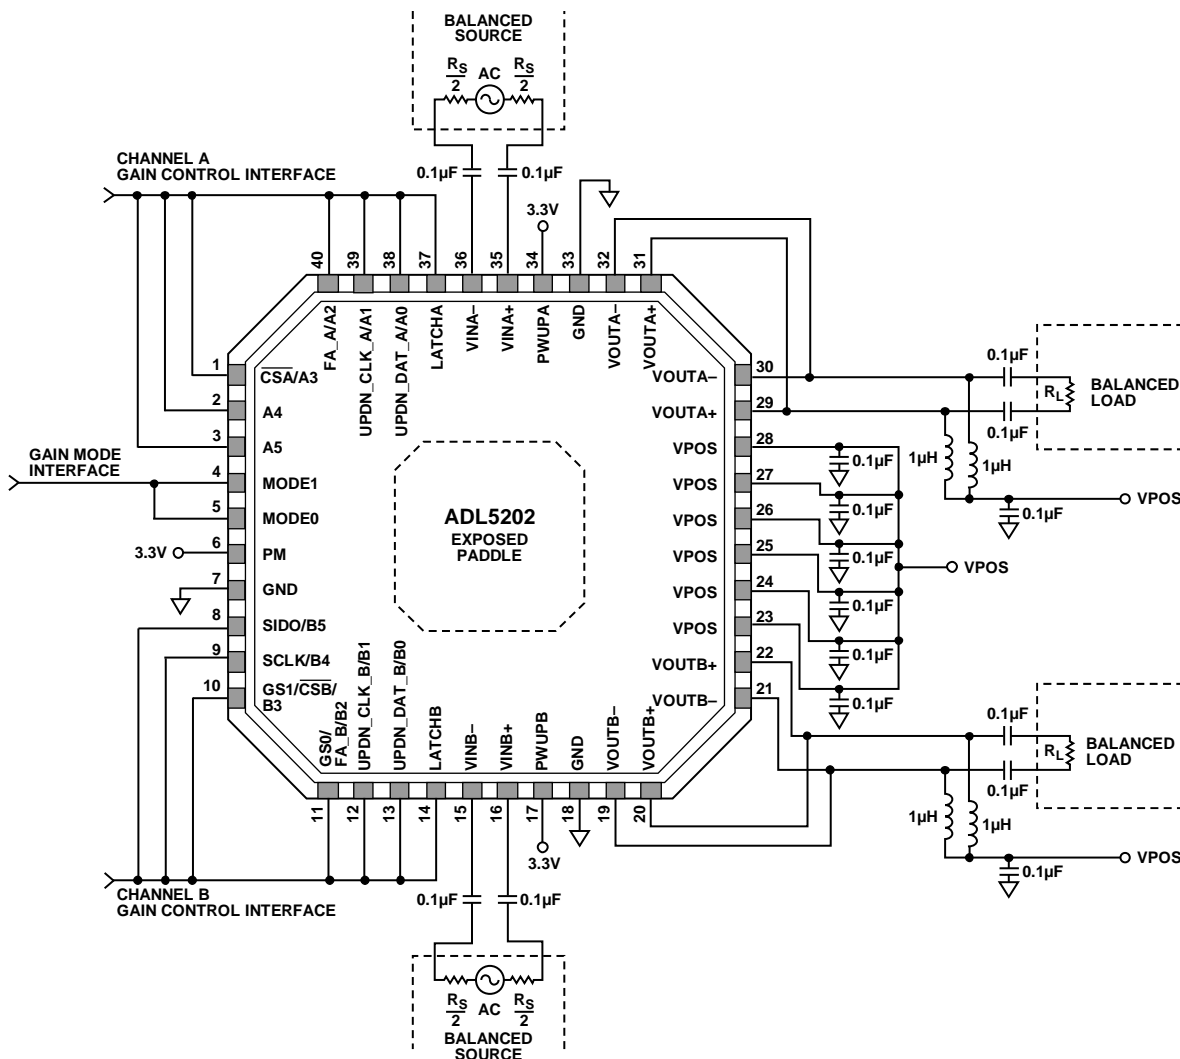 BALANCED
SOURCE
RS/2 AC RS/2
0.1µF 0.1µF
CHANNEL A
GAIN CONTROL INTERFACE
3.3V
40 39 38 37 36 35 34 33 32 31
FA_A/A2
UPDN_CLK_A/A1
UPDN_DAT_A/A0
LATCHA
VINA–
VINA+
PWUPA
GND
VOUTA–
VOUTA+
1 CSA/A3
2 A4
3 A5
GAIN MODE
INTERFACE
4 MODE1
5 MODE0
3.3V 6 PM
7 GND
8 SIDO/B5
9 SCLK/B4
10 GS1/CSB/
B3
ADL5202
EXPOSED
PADDLE
VOUTA– 30
VOUTA+ 29
VPOS 28
VPOS 27
VPOS 26
VPOS 25
VPOS 24
VPOS 23
VOUTB+ 22
VOUTB– 21
0.1µF
RL
BALANCED
LOAD
0.1µF
1µH
1µH
0.1µF
VPOS
0.1µF
0.1µF
0.1µF
0.1µF
0.1µF
0.1µF
VPOS
0.1µF
RL
BALANCED
LOAD
0.1µF
1µH
1µH
0.1µF
VPOS
GS0/
FA_B/B2
UPDN_CLK_B/B1
UPDN_DAT_B/B0
LATCHB
VINB–
VINB+
PWUPB
GND
VOUTB–
VOUTB+
11 12 13 14 15 16 17 18 19 20
3.3V
CHANNEL B
GAIN CONTROL INTERFACE
0.1µF 0.1µF
RS/2 AC RS/2
BALANCED
SOURCE